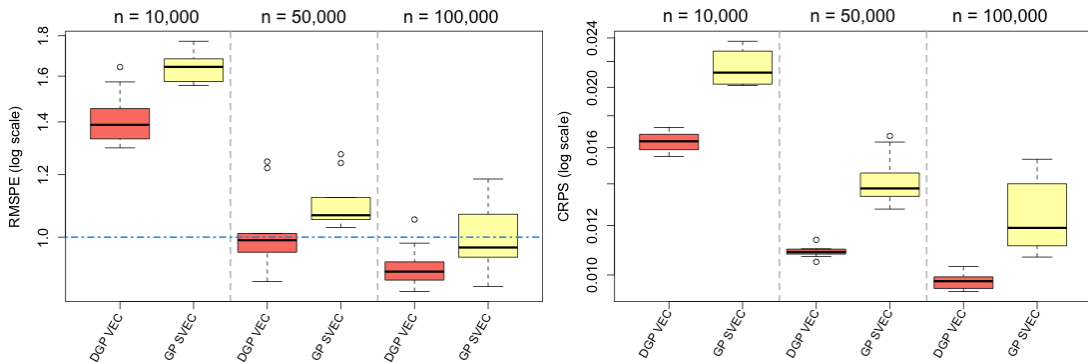 n = 10,000 n = 50,000 n = 100,000
RMSPE (log scale)
1.8
1.6
1.4
1.2
1.0
DGP VEC
GP SVEC
DGP VEC
GP SVEC
DGP VEC
GP SVEC
n = 10,000 n = 50,000 n = 100,000
CRPS (log scale)
0.024
0.020
0.016
0.012
0.010
DGP VEC
GP SVEC
DGP VEC
GP SVEC
DGP VEC
GP SVEC